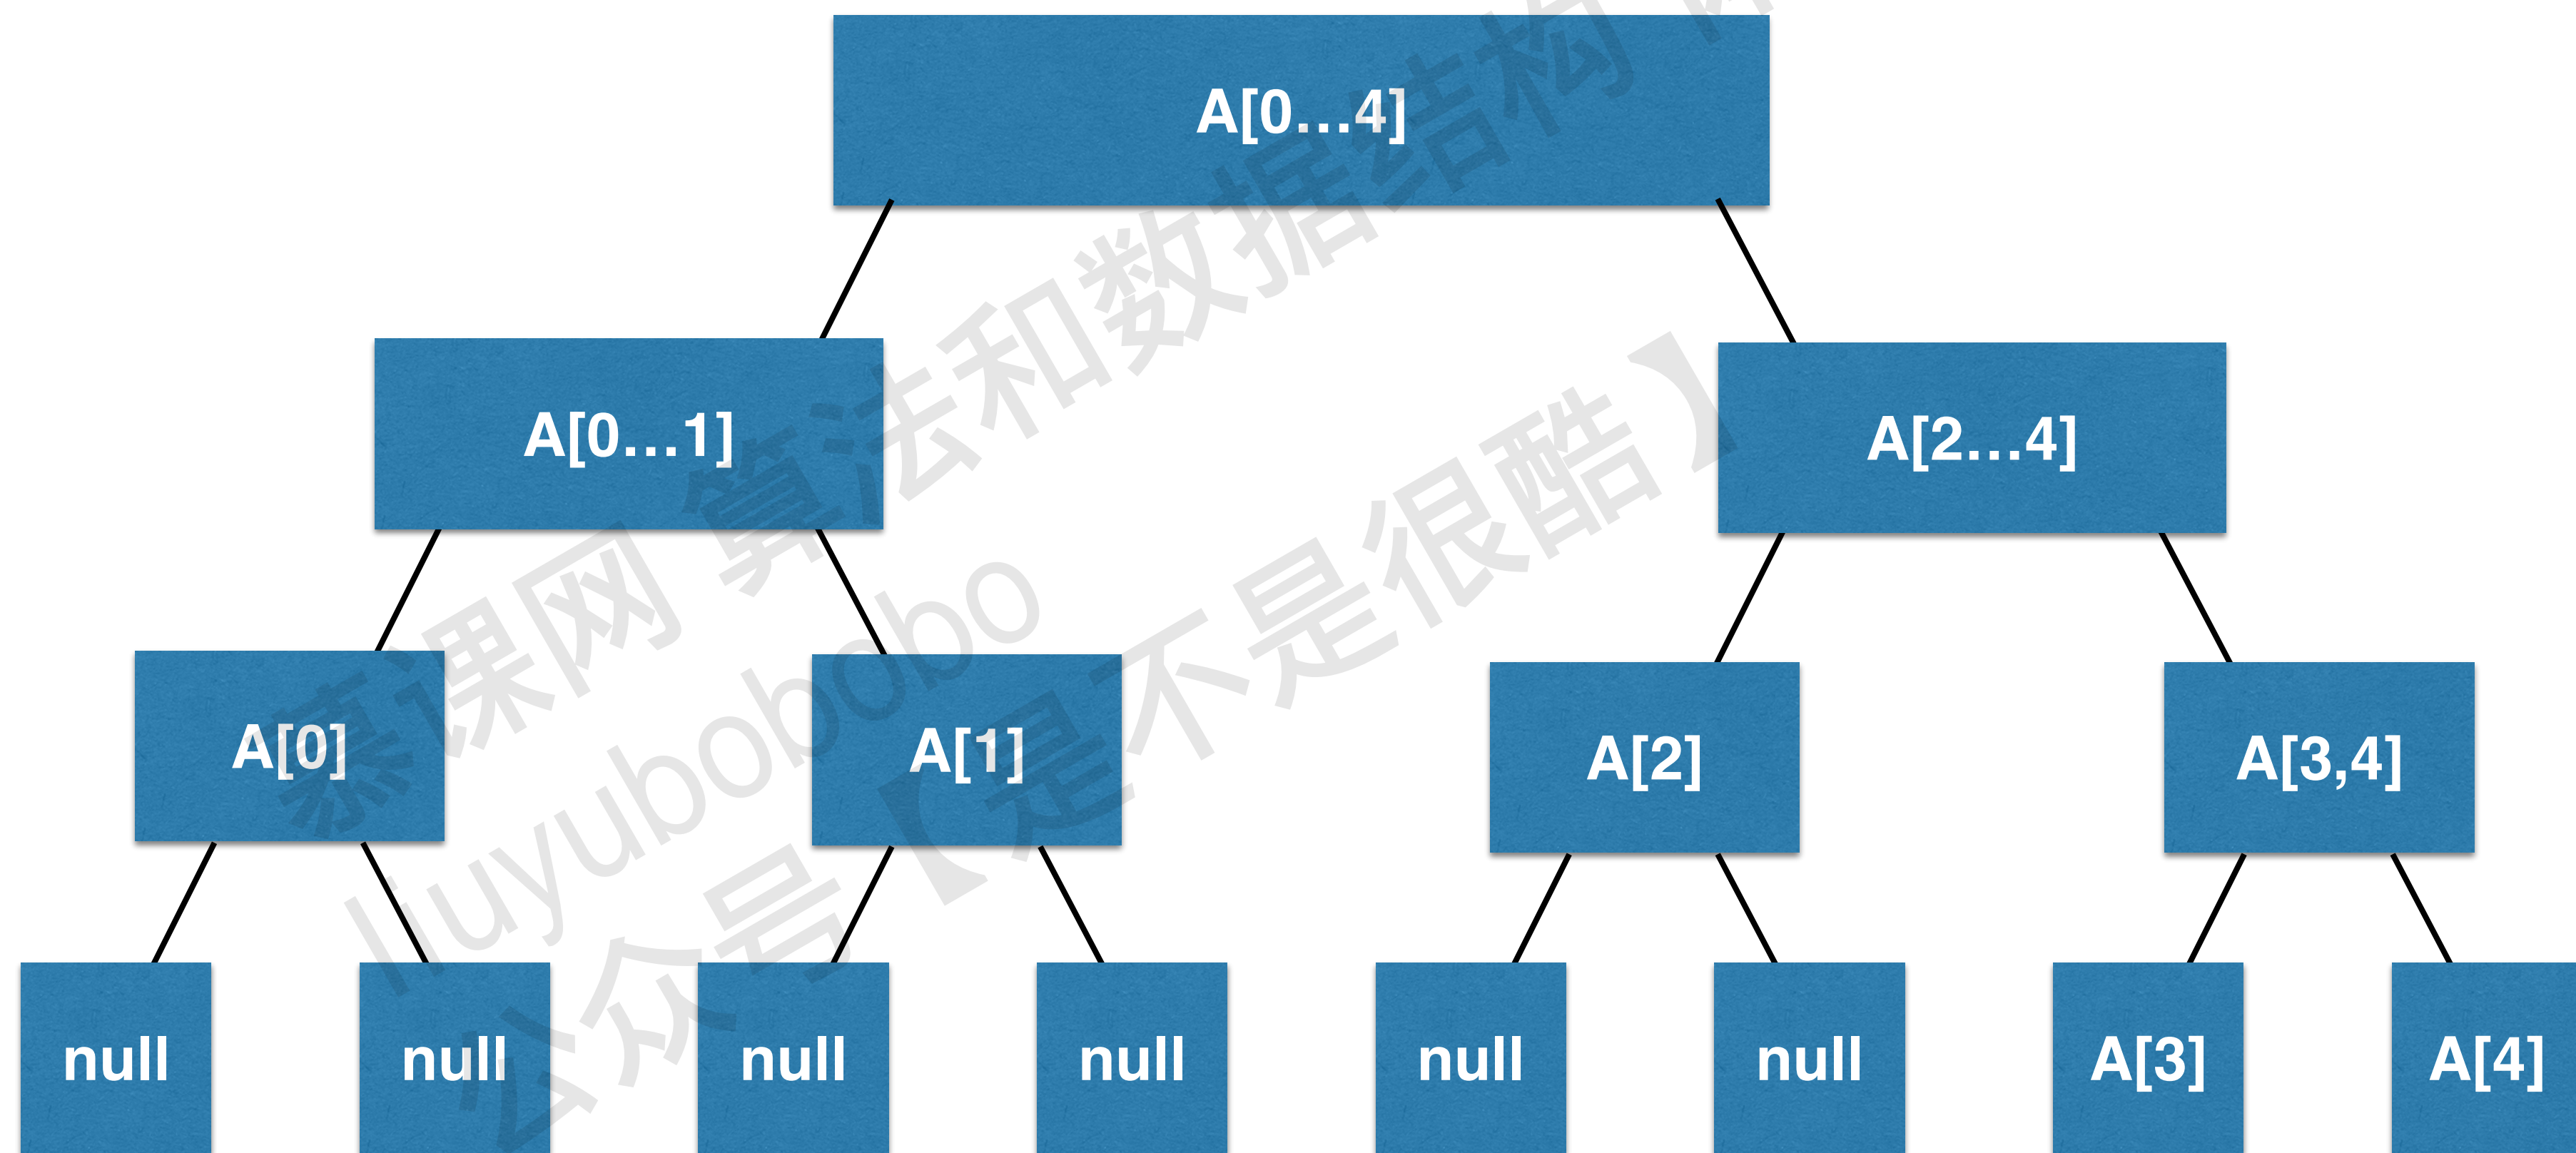 A[0…4]
A[0…1]
A[2…4]
A[0]
A[1]
A[2]
A[3,4]
null
null
null
null
null
null
A[3]
A[4]
慕课网 算法和数据结构
liuyubobobo
公众号【是不是很酷】